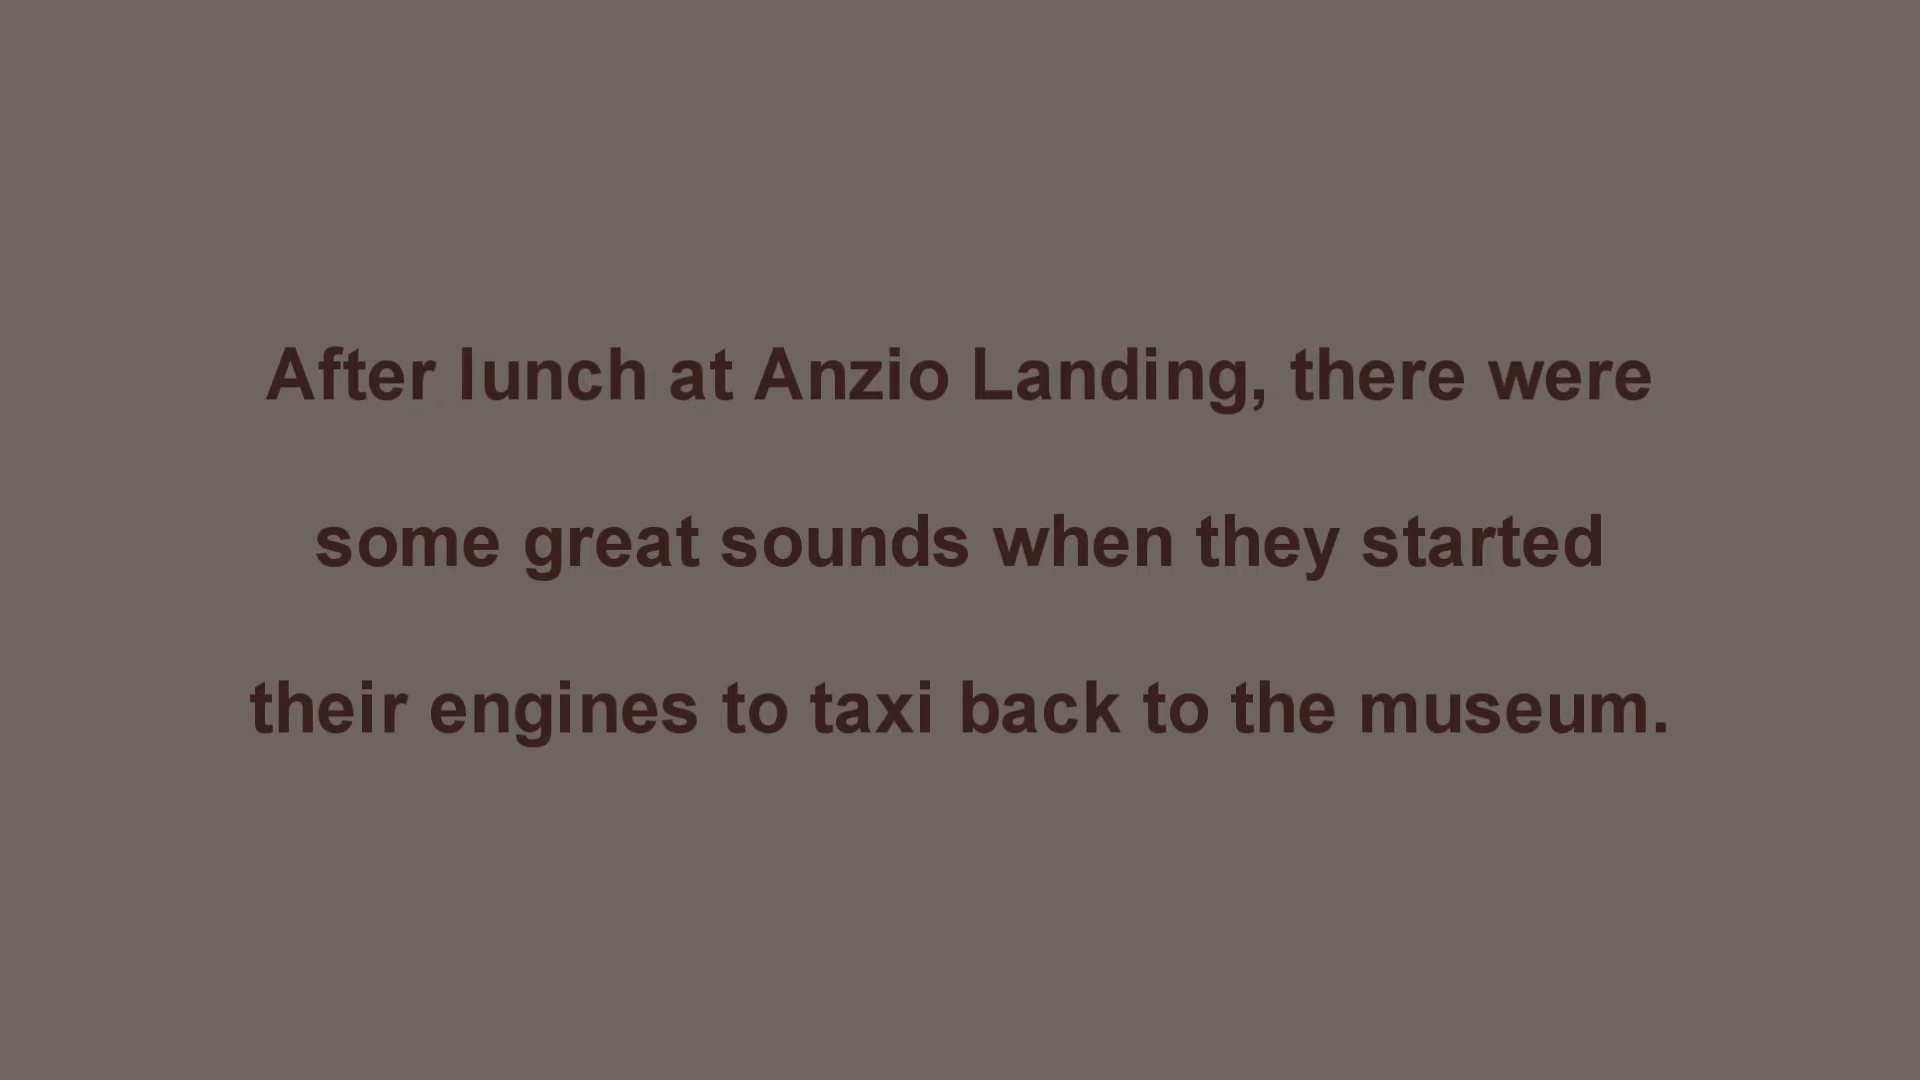 After lunch at Anzio Landing, there were
some great sounds when they started
their engines to taxi back to the museum.